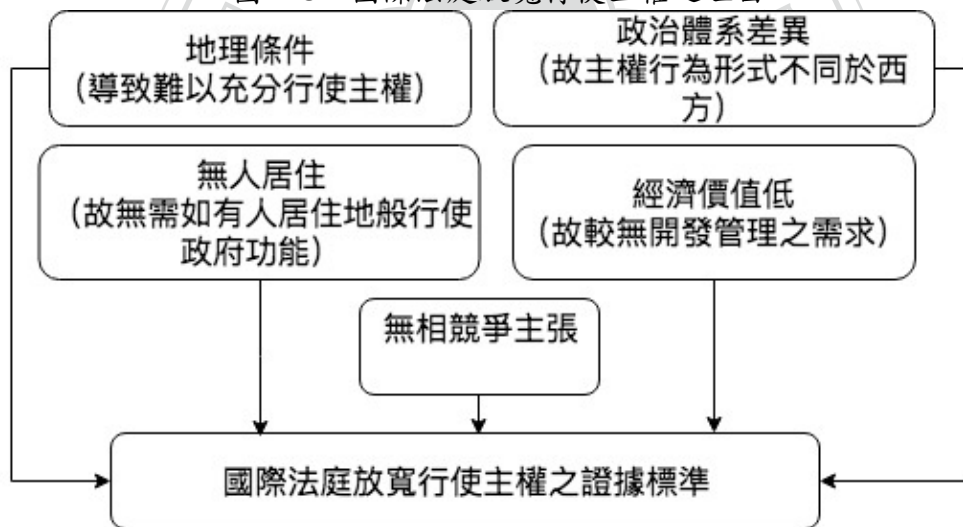 地理條件
(導致難以充分行使主權)
政治體系差異
(故主權行為形式不同於西
方)
無人居住
(故無需如有人居住地般行使
政府功能)
經濟價值低
(故較無開發管理之需求)
無相競爭主張
國際法庭放寬行使主權之證據標準